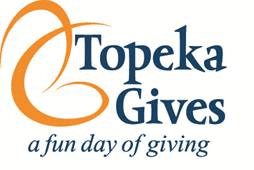 Topeka
Gives
a fun day of giving